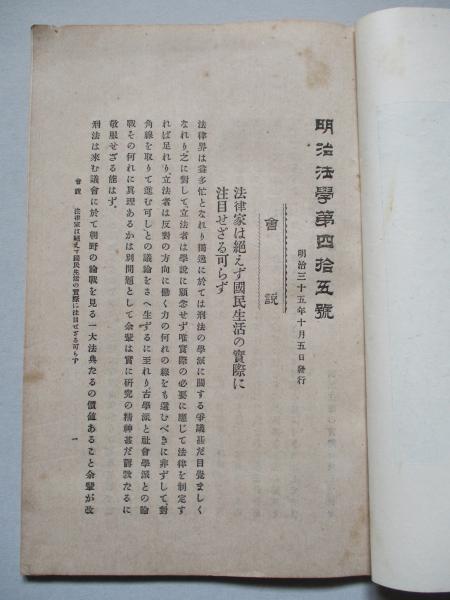 明治法學第四拾五號
明治三十五年十月五日發行
會説
法律家は絕えず國民生活の實際に
注目せざる可らず
法律界は益多忙となれり獨逸に於ては刑法の學派に關する爭議甚だ目覺ましく
なれり、之に對して、立法者は學說に顧念せず唯實際の必要に應じて法律を制定す
れば足れり、立法者は反對の方向に働く力の何れの線をも選むべきに非ずして、對
角線を取りて進む可しとの議論をさへ生ずるに至れり、古學派と社會學派との論
戰その何れに眞理あるかは別問題として余輩は實に研究の精神甚だ旺盛なるに
敬服せざる能はず。
刑法は來む議會に於て朝野の論戰を見る一大法典たるの價値あること余輩が改
會説 法律家は絕えず國民生活の實際に注目せざる可らず
一